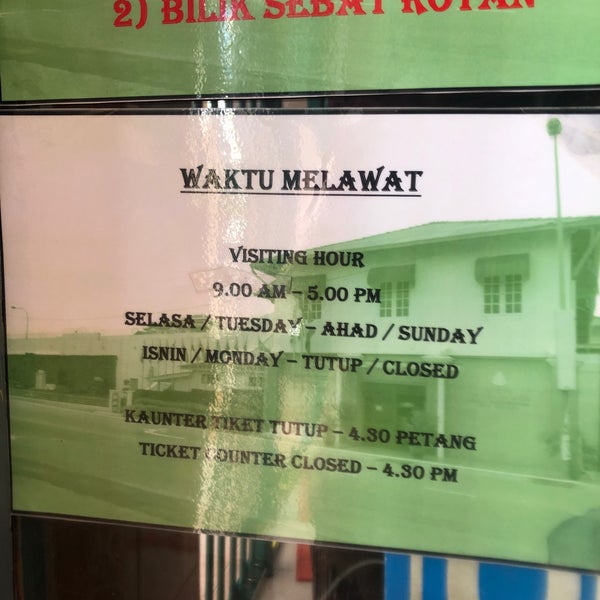 2) BILIK SEBAT ROTAN
WAKTU MELAWAT
VISITING HOUR
9.00 AM – 5.00 PM
SELASA / TUESDAY – AHAD / SUNDAY
ISNIN / MONDAY – TUTUP / CLOSED
KAUNTER TIKET TUTUP – 4.30 PETANG
TICKET COUNTER CLOSED – 4.30 PM